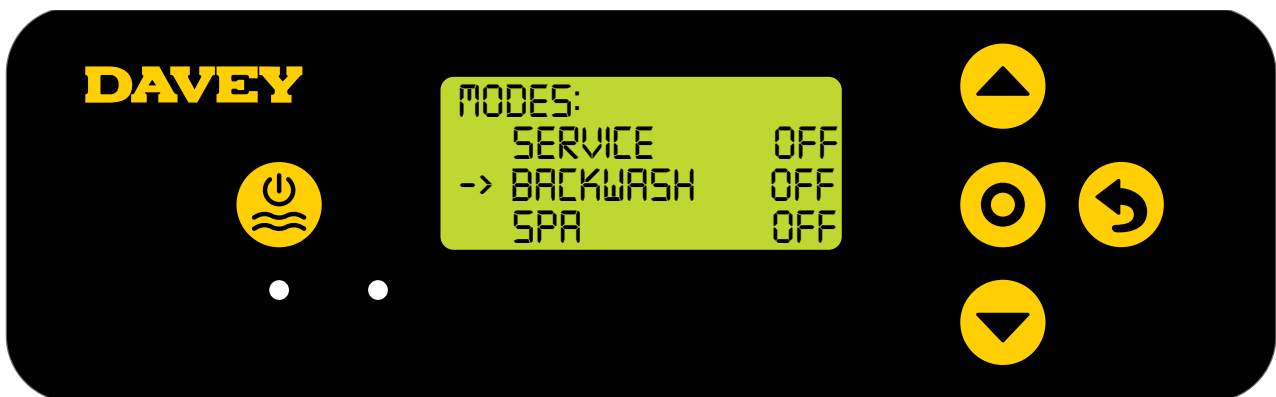 DAVEY
MODES:
SERVICE OFF
-> BACKWASH OFF
SPA OFF